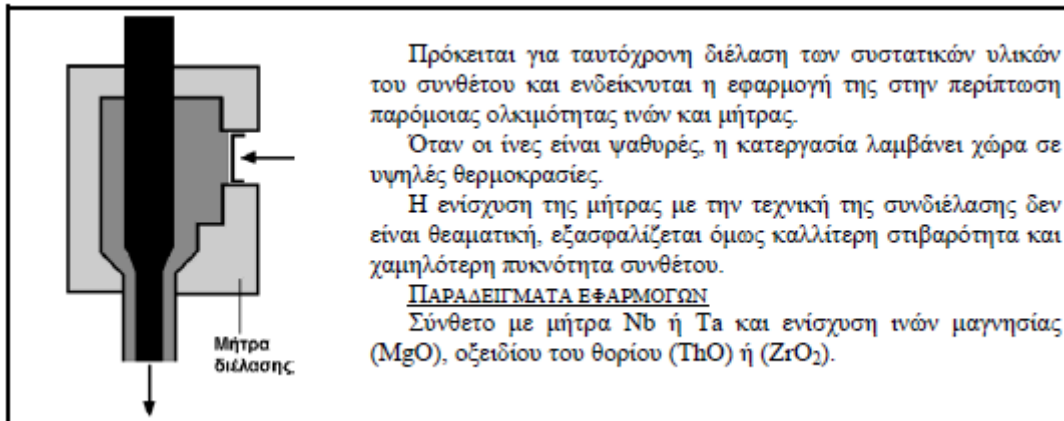 Πρόκειται για ταυτόχρονη διέλαση των συστατικών υλικών
του συνθέτου και ενδείκνυται η εφαρμογή της στην περίπτωση
παρόμοιας ολκιμότητας ινών και μήτρας.
Όταν οι ίνες είναι ψαθυρές, η κατεργασία λαμβάνει χώρα σε
υψηλές θερμοκρασίες.
Η ενίσχυση της μήτρας με την τεχνική της συνδιέλασης δεν
είναι θεαματική, εξασφαλίζεται όμως καλλίτερη στιβαρότητα και
χαμηλότερη πυκνότητα συνθέτου.
ΠΑΡΑΔΕΙΓΜΑΤΑ ΕΦΑΡΜΟΓΩΝ
Σύνθετο με μήτρα Nb ή Ta και ενίσχυση ινών μαγνησίας
(MgO), οξειδίου του θορίου (ThO) ή (ZrO₂).
Μήτρα
διέλασης